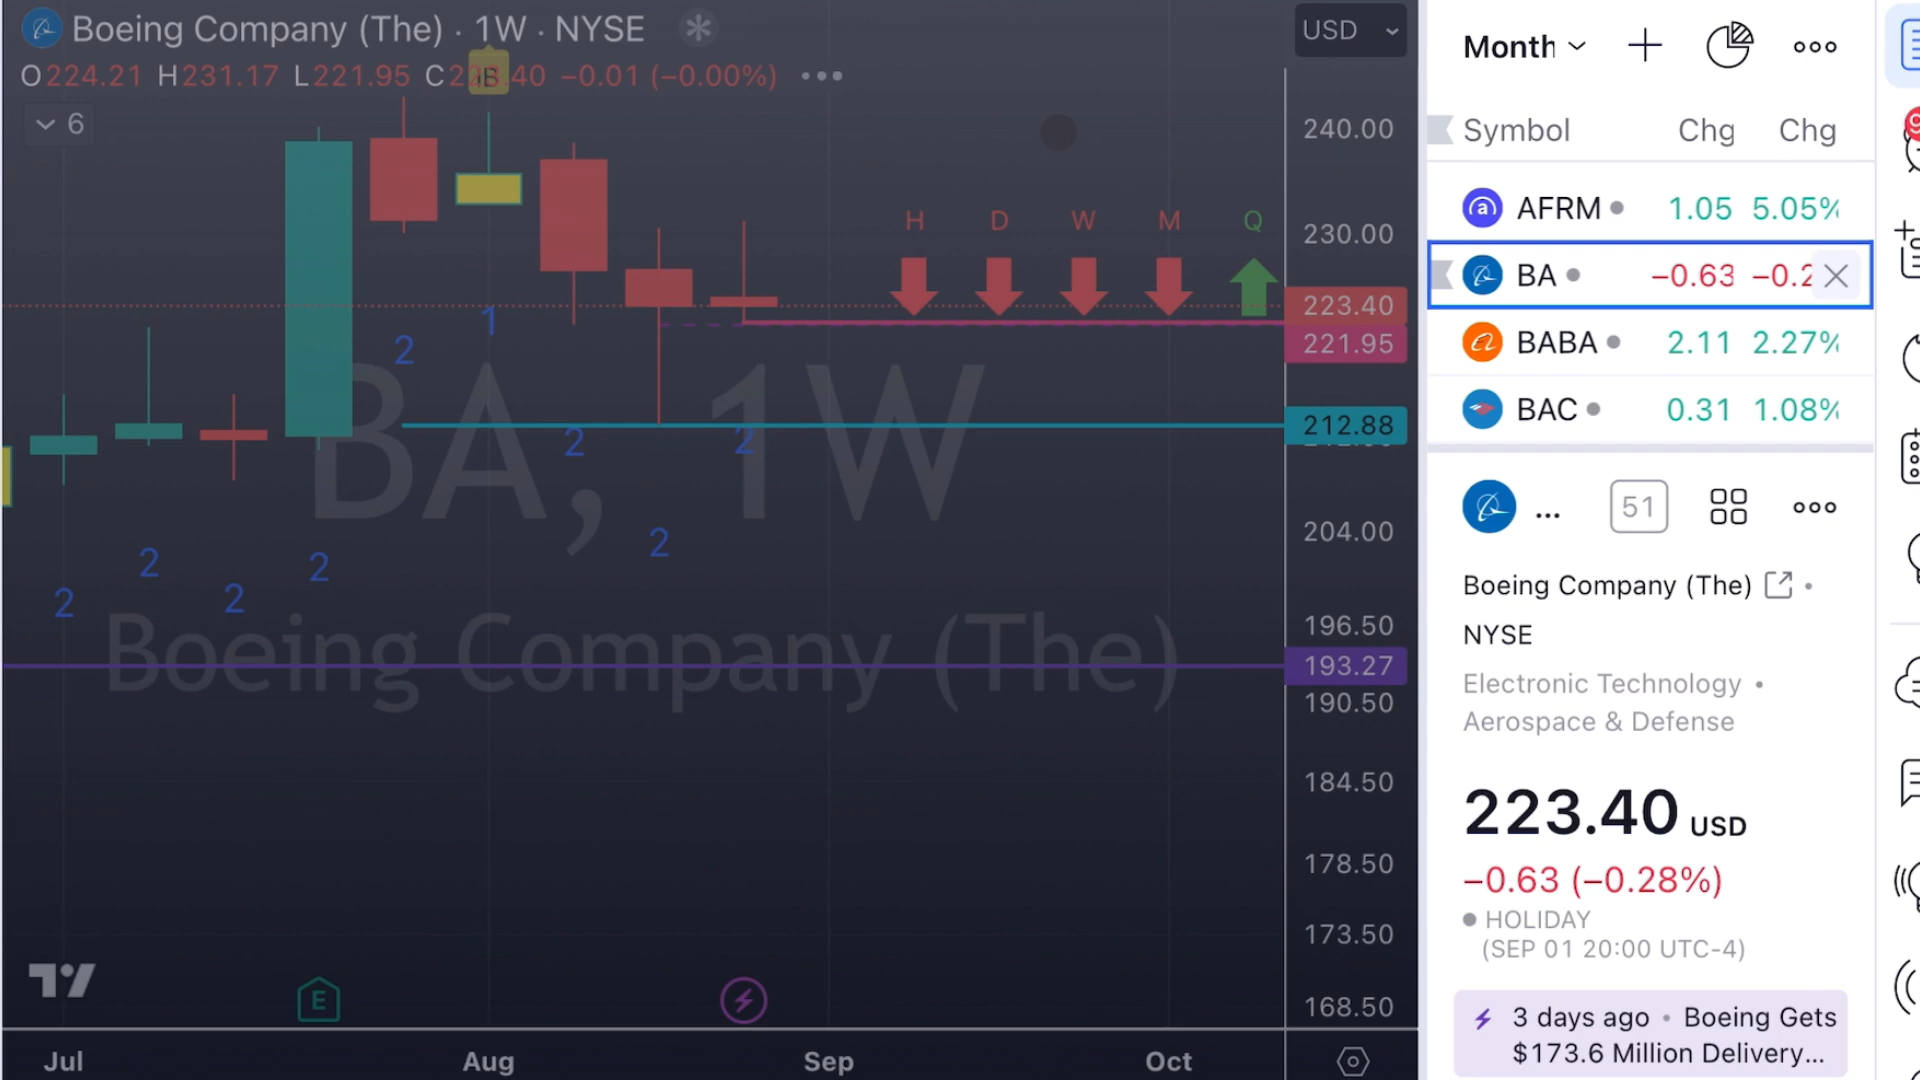 Boeing Company (The) · 1W · NYSE
USD
O224.21 H231.17 L221.95 C223.40 −0.01 (−0.00%)
IB
6
240.00
230.00
223.40
221.95
212.88
204.00
196.50
193.27
190.50
184.50
178.50
173.50
168.50
H D W M Q
1
2
2
2
2
2
2
2
2
BA, 1W
Boeing Company (The)
E
Jul Aug Sep Oct
Month
Symbol Chg Chg
AFRM 1.05 5.05%
BA −0.63 −0.2
BABA 2.11 2.27%
BAC 0.31 1.08%
... 51
Boeing Company (The) •
NYSE
Electronic Technology •
Aerospace & Defense
223.40 USD
−0.63 (−0.28%)
HOLIDAY
(SEP 01 20:00 UTC-4)
3 days ago • Boeing Gets
$173.6 Million Delivery...